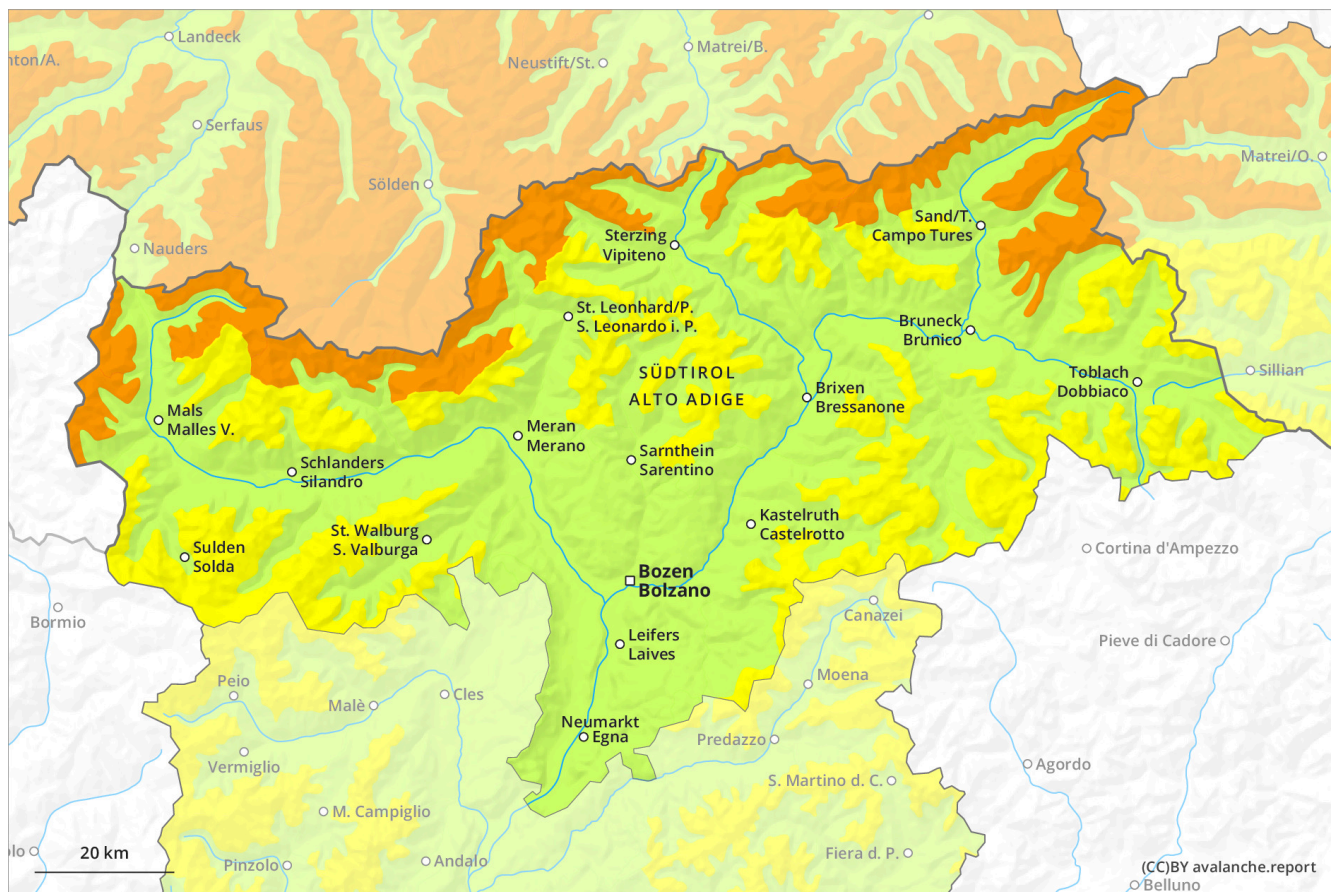 Landeck
Matrei/B.
nton/A.
Neustift/St.
Serfaus
Matrei/O.
Sölden
Sand/T.
Campo Tures
Sterzing
Vipiteno
Nauders
St. Leonhard/P.
S. Leonardo i. P.
Bruneck
Brunico
SÜDTIROL
ALTO ADIGE
Toblach
Dobbiaco
Sillian
Brixen
Bressanone
Mals
Malles V.
Meran
Merano
Sarnthein
Sarentino
Schlanders
Silandro
Kastelruth
Castelrotto
St. Walburg
S. Valburga
Sulden
Solda
Cortina d'Ampezzo
Bozen
Bolzano
Bormio
Canazei
Leifers
Laives
Pieve di Cadore
Peio
Moena
Malè
Cles
Neumarkt
Egna
Predazzo
Vermiglio
Agordo
S. Martino d. C.
M. Campiglio
olo
20 km
Pinzolo
Andalo
Fiera d. P.
(CC)BY avalanche.report
Belluno